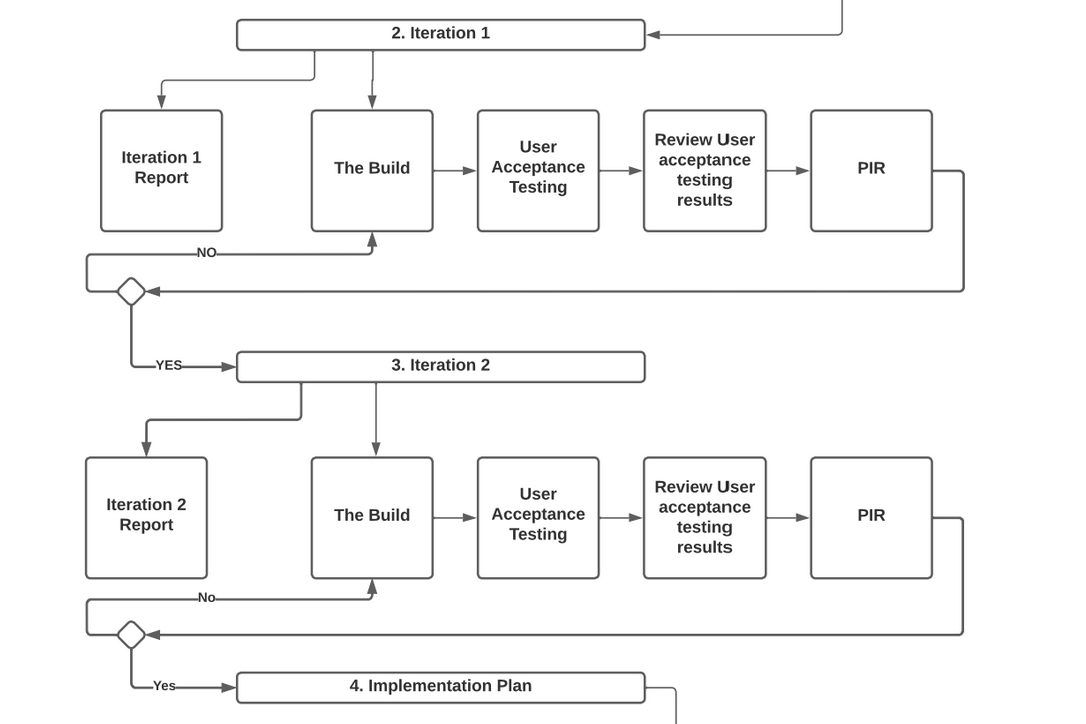 2. Iteration 1
Iteration 1
Report
The Build
User
Acceptance
Testing
Review User
acceptance
testing
results
PIR
NO
YES
3. Iteration 2
Iteration 2
Report
The Build
User
Acceptance
Testing
Review User
acceptance
testing
results
PIR
No
Yes
4. Implementation Plan